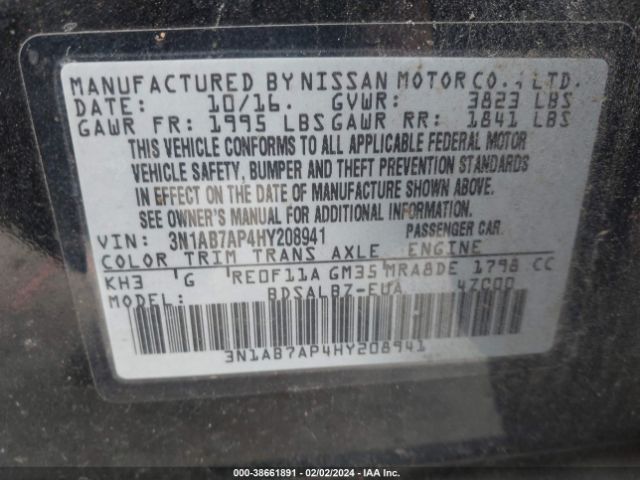 MANUFACTURED BY NISSAN MOTOR CO., LTD.
DATE: 10/16. GVWR: 3823 LBS
GAWR FR: 1995 LBS GAWR RR: 1841 LBS
THIS VEHICLE CONFORMS TO ALL APPLICABLE FEDERAL MOTOR
VEHICLE SAFETY, BUMPER AND THEFT PREVENTION STANDARDS
IN EFFECT ON THE DATE OF MANUFACTURE SHOWN ABOVE.
SEE OWNER'S MANUAL FOR ADDITIONAL INFORMATION.
VIN: 3N1AB7AP4HY208941 PASSENGER CAR
COLOR TRIM TRANS AXLE ENGINE
KH3 G RE0F11A GM35 MRA8DE 1798 CC
MODEL: BDSALBZ-EUA 4ZC00
3N1AB7AP4HY208941
000-38661891 - 02/02/2024 - IAA Inc.